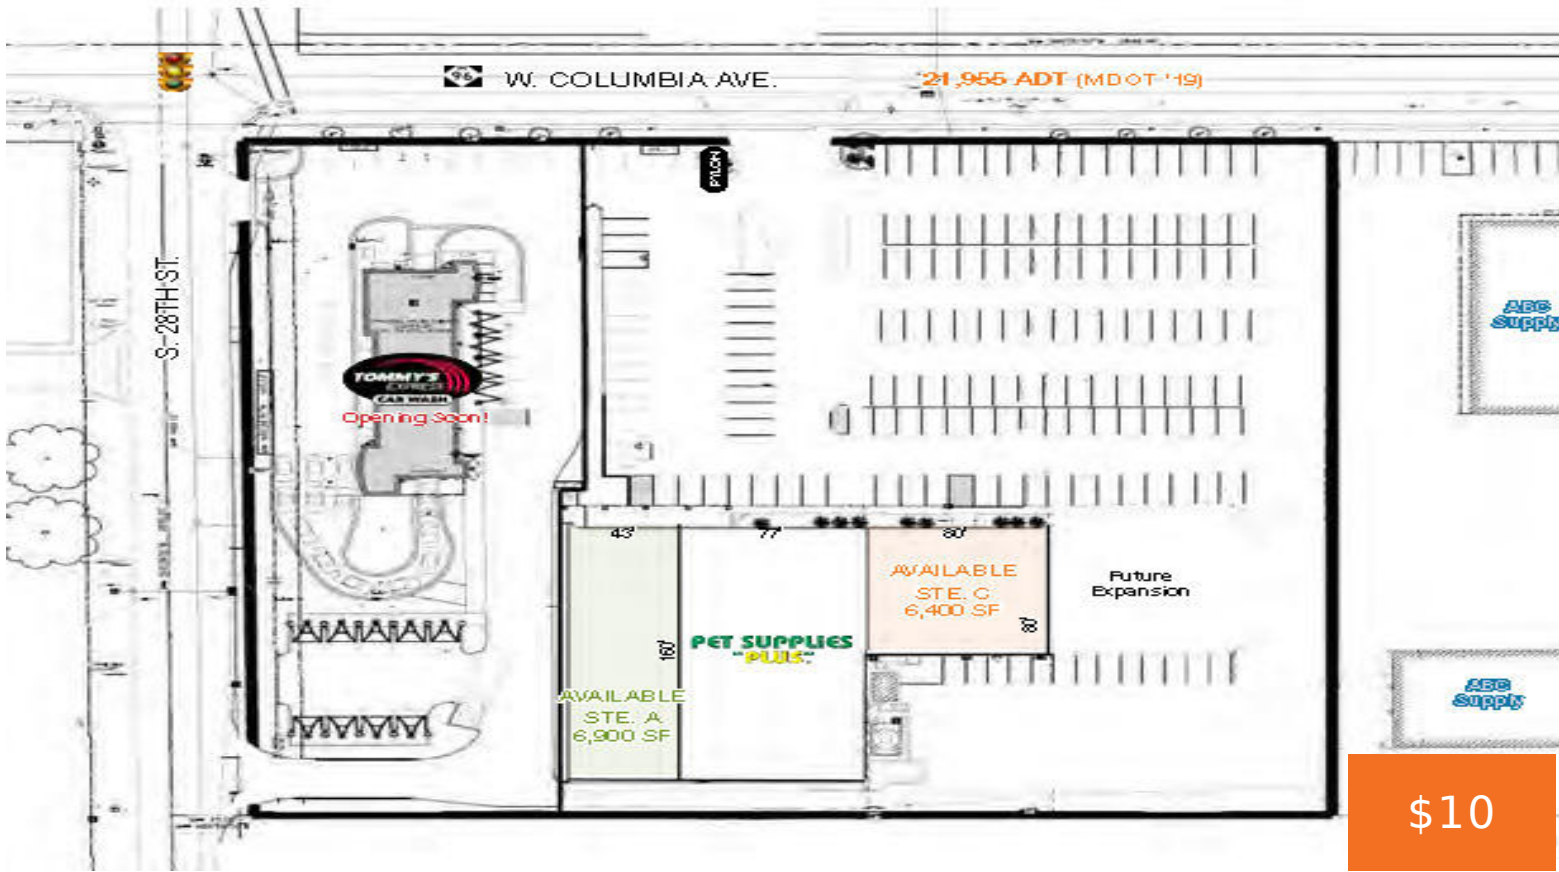 96
W. COLUMBIA AVE.
21,955 ADT (MDOT '19)
PYLON
S. 28TH ST.
TOMMY'S
EXPRESS
CAR WASH
Opening Soon!
ABC
Supply
43'
77'
80'
AVAILABLE
STE. C
6,400 SF
80'
Future
Expansion
160'
PET SUPPLIES
"PLUS".
AVAILABLE
STE. A
6,900 SF
ABC
Supply
$10